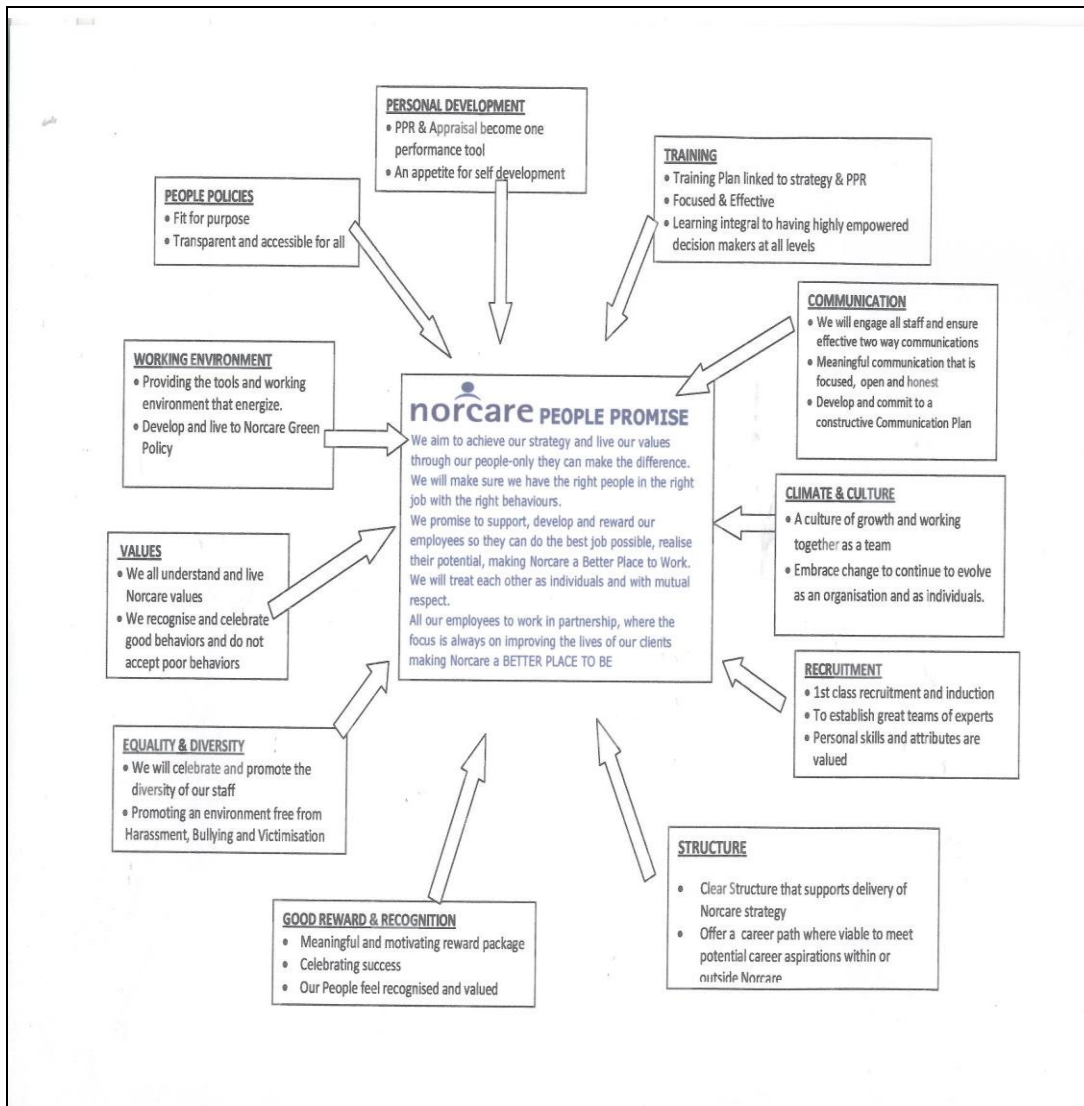 PERSONAL DEVELOPMENT
• PPR & Appraisal become one
performance tool
• An appetite for self development
TRAINING
• Training Plan linked to strategy & PPR
• Focused & Effective
• Learning integral to having highly empowered
decision makers at all levels
PEOPLE POLICIES
• Fit for purpose
• Transparent and accessible for all
COMMUNICATION
• We will engage all staff and ensure
effective two way communications
• Meaningful communication that is
focused, open and honest
• Develop and commit to a
constructive Communication Plan
WORKING ENVIRONMENT
• Providing the tools and working
environment that energize.
• Develop and live to Norcare Green
Policy
norcare PEOPLE PROMISE
We aim to achieve our strategy and live our values
through our people-only they can make the difference.
We will make sure we have the right people in the right
job with the right behaviours.
We promise to support, develop and reward our
employees so they can do the best job possible, realise
their potential, making Norcare a Better Place to Work.
We will treat each other as individuals and with mutual
respect.
All our employees to work in partnership, where the
focus is always on improving the lives of our clients
making Norcare a BETTER PLACE TO BE
CLIMATE & CULTURE
• A culture of growth and working
together as a team
• Embrace change to continue to evolve
as an organisation and as individuals.
VALUES
• We all understand and live
Norcare values
• We recognise and celebrate
good behaviors and do not
accept poor behaviors
RECRUITMENT
• 1st class recruitment and induction
• To establish great teams of experts
• Personal skills and attributes are
valued
EQUALITY & DIVERSITY
• We will celebrate and promote the
diversity of our staff
• Promoting an environment free from
Harassment, Bullying and Victimisation
STRUCTURE
• Clear Structure that supports delivery of
Norcare strategy
• Offer a career path where viable to meet
potential career aspirations within or
outside Norcare
GOOD REWARD & RECOGNITION
• Meaningful and motivating reward package
• Celebrating success
• Our People feel recognised and valued